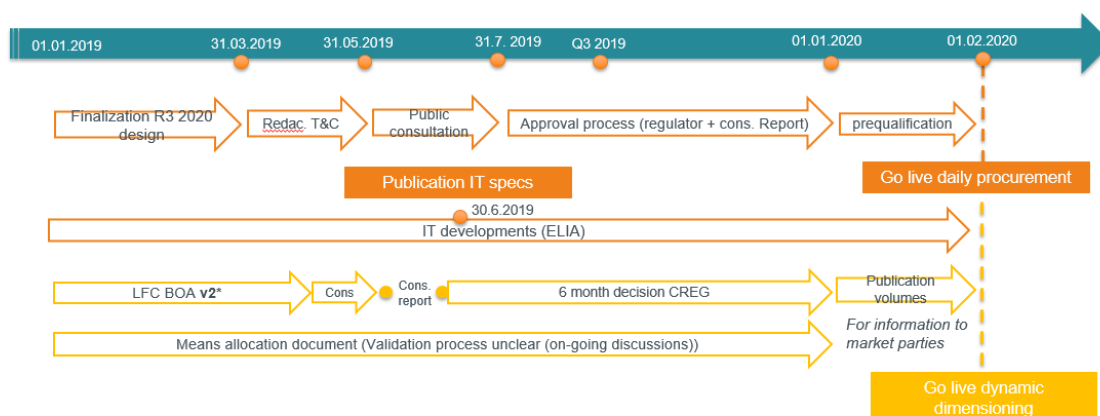 01.01.2019
31.03.2019
31.05.2019
31.7. 2019
Q3 2019
01.01.2020
01.02.2020
Finalization R3 2020
design
Redac. T&C
Public
consultation
Approval process (regulator + cons. Report)
prequalification
Publication IT specs
Go live daily procurement
30.6.2019
IT developments (ELIA)
LFC BOA v2*
Cons
Cons.
report
6 month decision CREG
Publication
volumes
For information to
market parties
Means allocation document (Validation process unclear (on-going discussions))
Go live dynamic
dimensioning